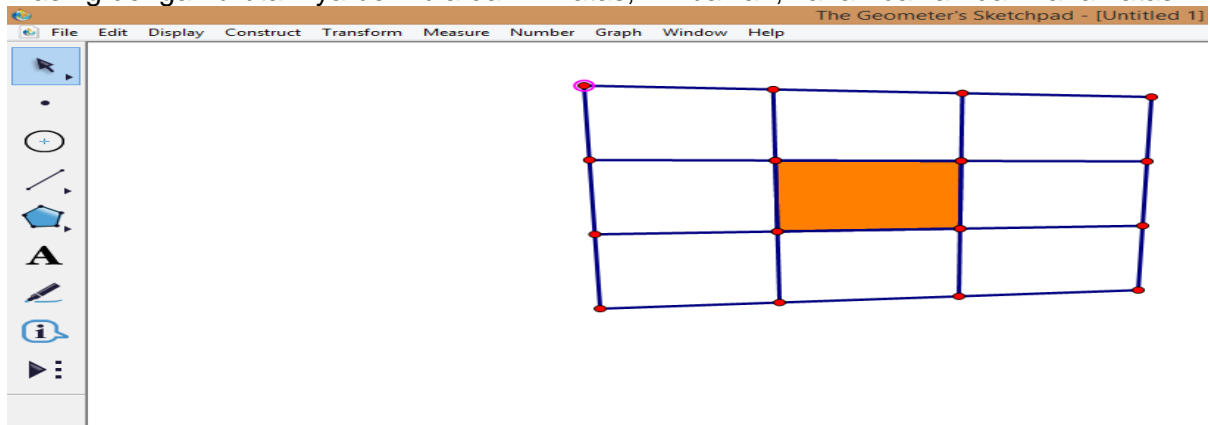 The Geometer's Sketchpad - [Untitled 1]
File Edit Display Construct Transform Measure Number Graph Window Help
A
i